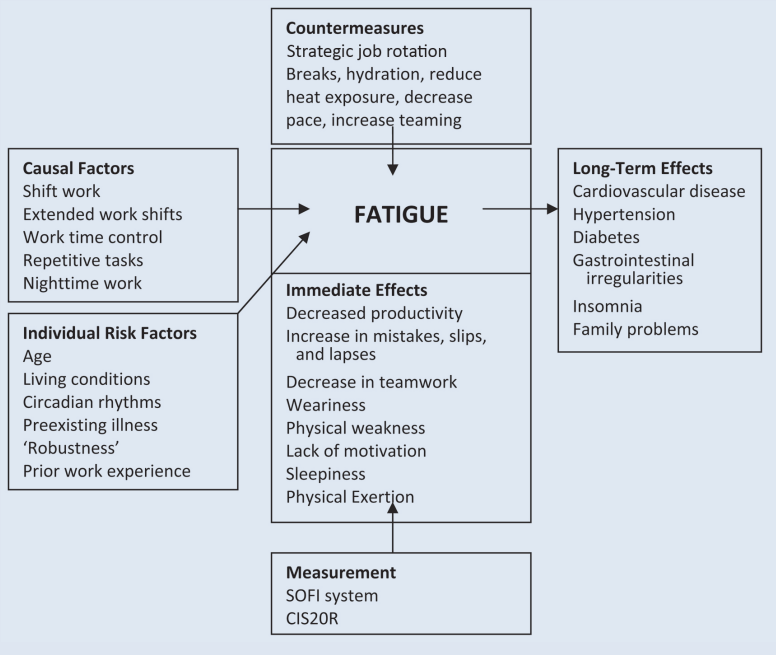 Countermeasures
Strategic job rotation
Breaks, hydration, reduce
heat exposure, decrease
pace, increase teaming
Causal Factors
Shift work
Extended work shifts
Work time control
Repetitive tasks
Nighttime work
Individual Risk Factors
Age
Living conditions
Circadian rhythms
Preexisting illness
‘Robustness’
Prior work experience
FATIGUE
Immediate Effects
Decreased productivity
Increase in mistakes, slips,
and lapses
Decrease in teamwork
Weariness
Physical weakness
Lack of motivation
Sleepiness
Physical Exertion
Long-Term Effects
Cardiovascular disease
Hypertension
Diabetes
Gastrointestinal
irregularities
Insomnia
Family problems
Measurement
SOFI system
CIS20R